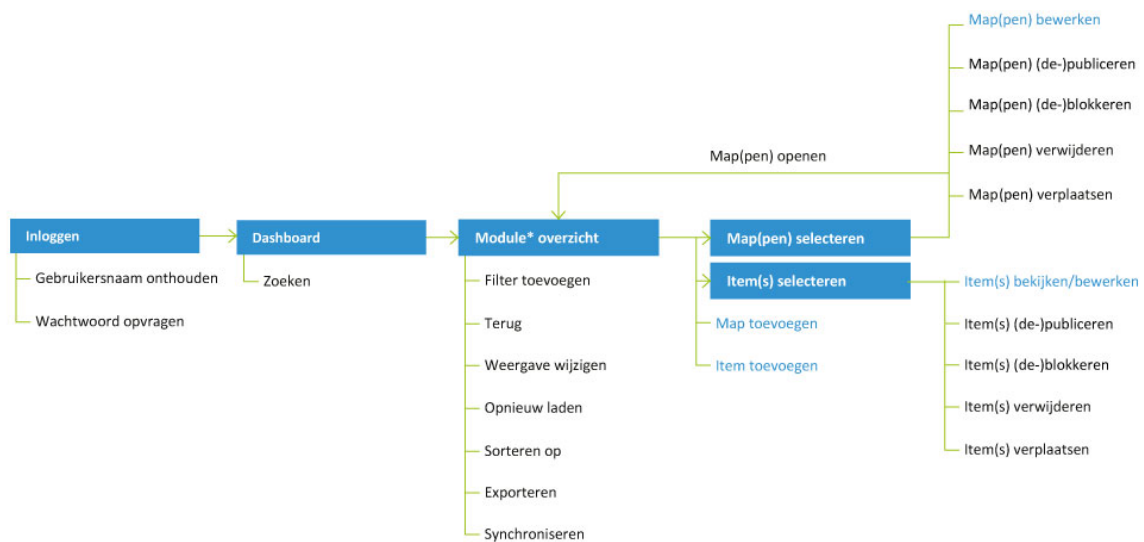 Map(pen) bewerken
Map(pen) (de-)publiceren
Map(pen) (de-)blokkeren
Map(pen) openen
Map(pen) verwijderen
Map(pen) verplaatsen
Inloggen
Gebruikersnaam onthouden
Wachtwoord opvragen
Dashboard
Zoeken
Module* overzicht
Filter toevoegen
Terug
Weergave wijzigen
Opnieuw laden
Sorteren op
Exporteren
Synchroniseren
Map(pen) selecteren
Item(s) selecteren
Map toevoegen
Item toevoegen
Item(s) bekijken/bewerken
Item(s) (de-)publiceren
Item(s) (de-)blokkeren
Item(s) verwijderen
Item(s) verplaatsen